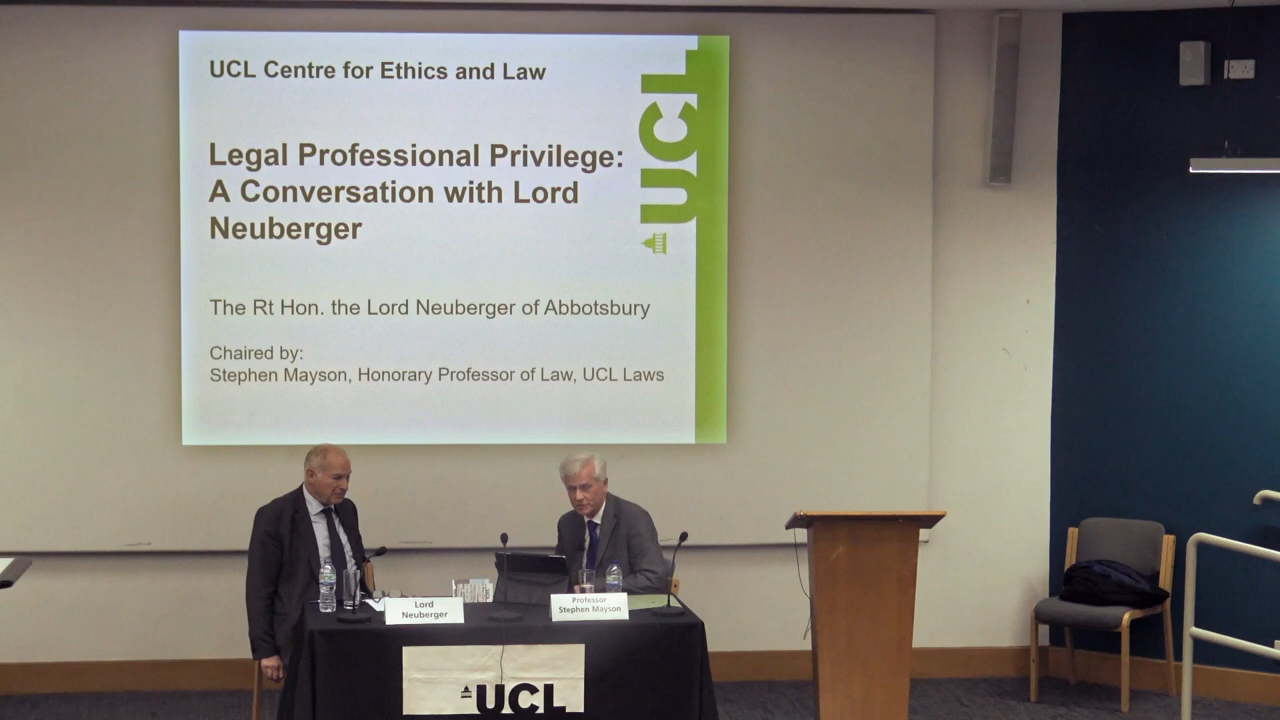 UCL Centre for Ethics and Law
UCL
Legal Professional Privilege:
A Conversation with Lord
Neuberger
The Rt Hon. the Lord Neuberger of Abbotsbury
Chaired by:
Stephen Mayson, Honorary Professor of Law, UCL Laws
Lord
Neuberger
Professor
Stephen Mayson
UCL